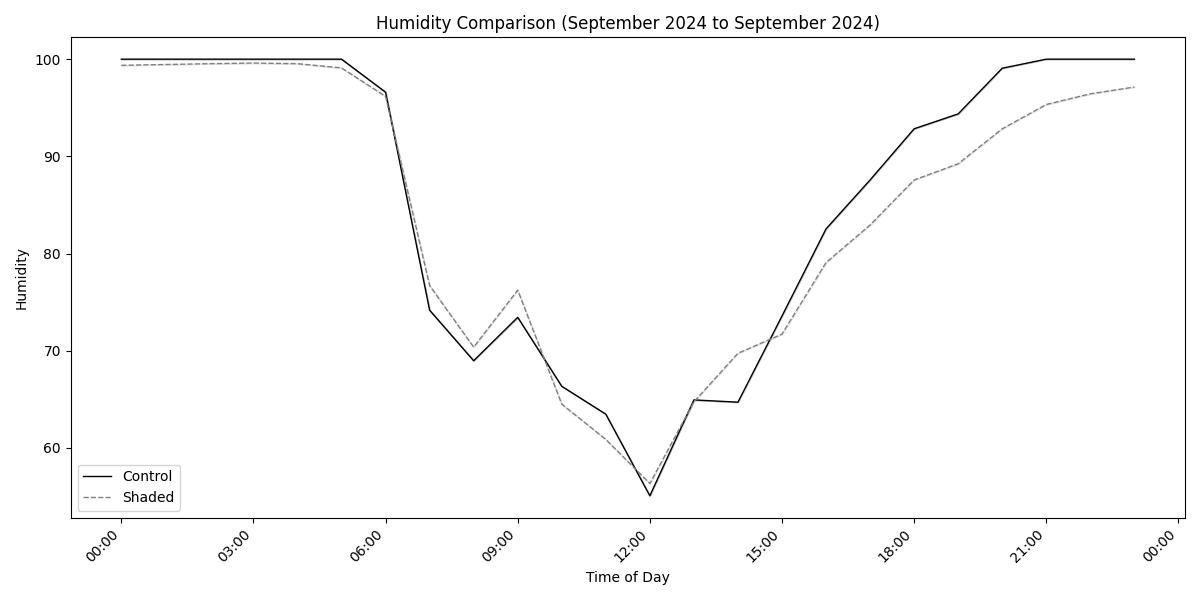 Humidity Comparison (September 2024 to September 2024)
Humidity
100
90
80
70
60
Control
Shaded
00:00
03:00
06:00
09:00
12:00
15:00
18:00
21:00
00:00
Time of Day